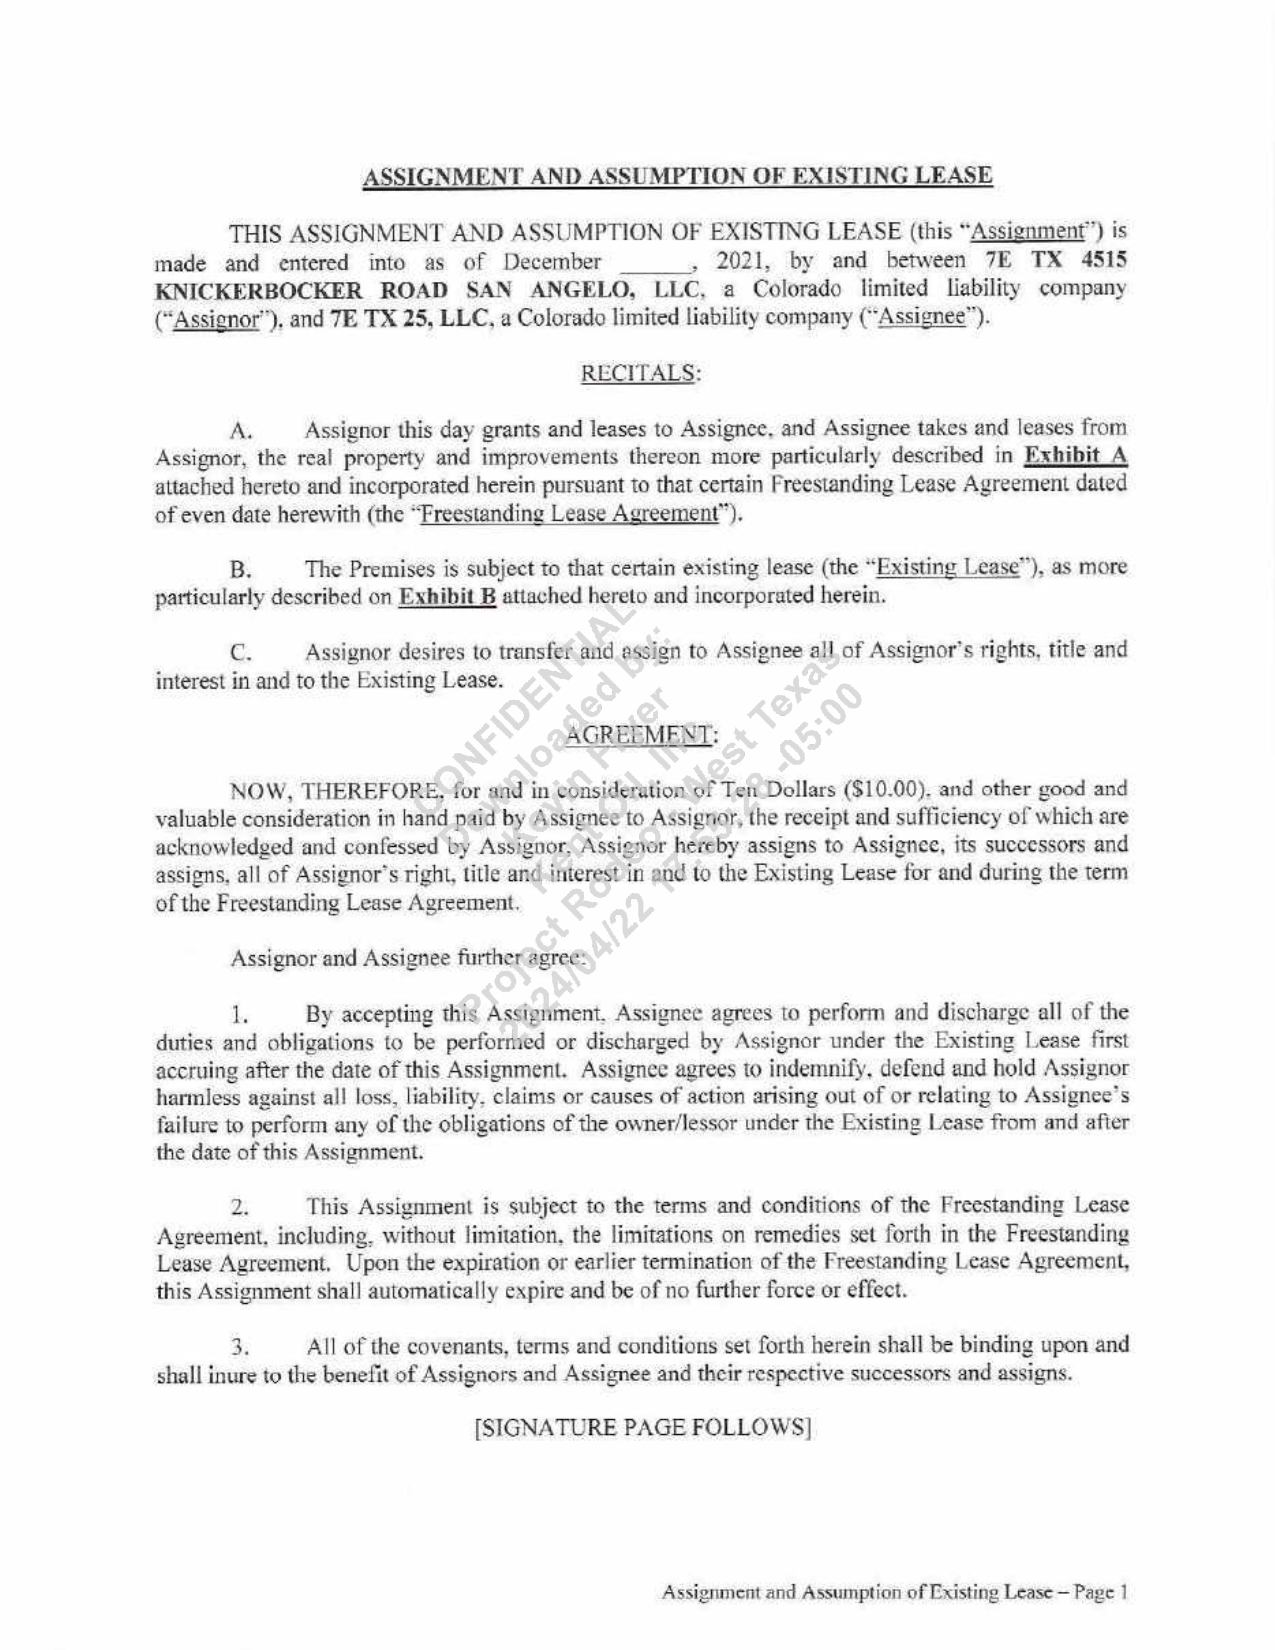 ASSIGNMENT AND ASSUMPTION OF EXISTING LEASE
THIS ASSIGNMENT AND ASSUMPTION OF EXISTING LEASE (this “Assignment”) is
made and entered into as of December _____, 2021, by and between 7E TX 4515
KNICKERBOCKER ROAD SAN ANGELO, LLC, a Colorado limited liability company
(“Assignor”), and 7E TX 25, LLC, a Colorado limited liability company (“Assignee”).
RECITALS:
A. Assignor this day grants and leases to Assignee, and Assignee takes and leases from
Assignor, the real property and improvements thereon more particularly described in Exhibit A
attached hereto and incorporated herein pursuant to that certain Freestanding Lease Agreement dated
of even date herewith (the “Freestanding Lease Agreement”).
B. The Premises is subject to that certain existing lease (the “Existing Lease”), as more
particularly described on Exhibit B attached hereto and incorporated herein.
C. Assignor desires to transfer and assign to Assignee all of Assignor’s rights, title and
interest in and to the Existing Lease.
AGREEMENT:
NOW, THEREFORE, for and in consideration of Ten Dollars ($10.00), and other good and
valuable consideration in hand paid by Assignee to Assignor, the receipt and sufficiency of which are
acknowledged and confessed by Assignor, Assignor hereby assigns to Assignee, its successors and
assigns, all of Assignor’s right, title and interest in and to the Existing Lease for and during the term
of the Freestanding Lease Agreement.
Assignor and Assignee further agree:
1. By accepting this Assignment, Assignee agrees to perform and discharge all of the
duties and obligations to be performed or discharged by Assignor under the Existing Lease first
accruing after the date of this Assignment. Assignee agrees to indemnify, defend and hold Assignor
harmless against all loss, liability, claims or causes of action arising out of or relating to Assignee’s
failure to perform any of the obligations of the owner/lessor under the Existing Lease from and after
the date of this Assignment.
2. This Assignment is subject to the terms and conditions of the Freestanding Lease
Agreement, including, without limitation, the limitations on remedies set forth in the Freestanding
Lease Agreement. Upon the expiration or earlier termination of the Freestanding Lease Agreement,
this Assignment shall automatically expire and be of no further force or effect.
3. All of the covenants, terms and conditions set forth herein shall be binding upon and
shall inure to the benefit of Assignors and Assignee and their respective successors and assigns.
[SIGNATURE PAGE FOLLOWS]
Assignment and Assumption of Existing Lease – Page 1
CONFIDENTIAL
Downloaded by:
Kevin
Kent Oil, Inc.
Project Rodeo West Texas
2024/04/22 17:53:28 -05:00